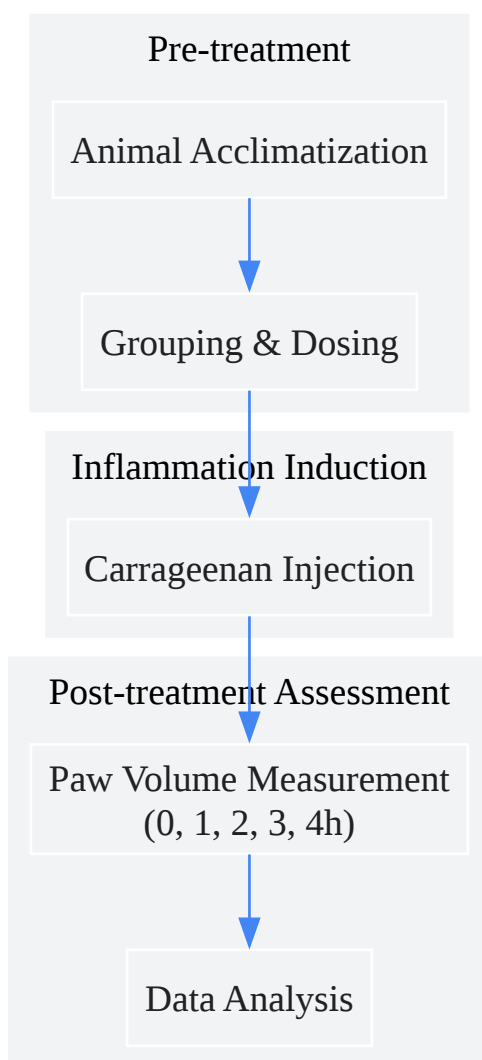 Pre-treatment
Animal Acclimatization
Grouping & Dosing
Inflammation Induction
Carrageenan Injection
Post-treatment Assessment
Paw Volume Measurement
(0, 1, 2, 3, 4h)
Data Analysis